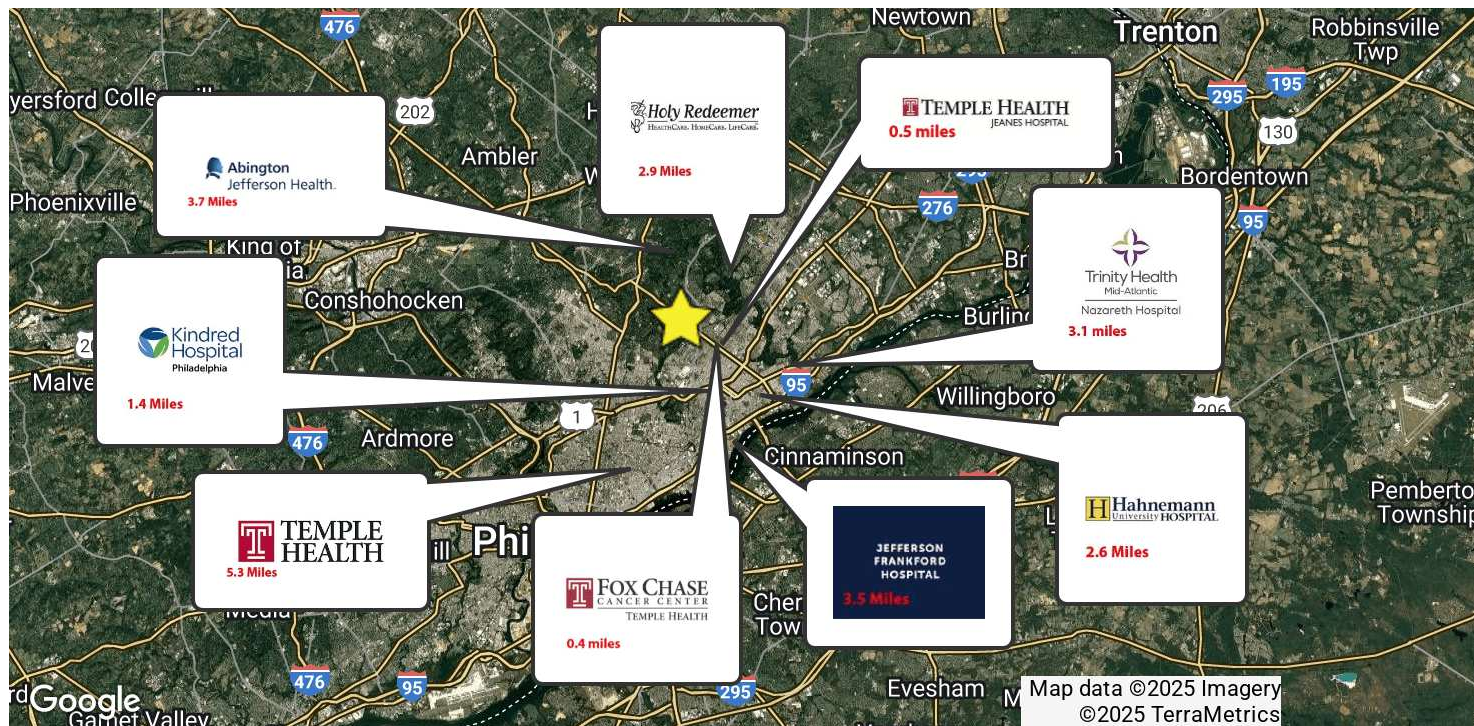 Newtown
Trenton
Robbinsville
Twp
476
195
295
202
130
Ambler
Bordentown
Phoenixville
276
95
King of
Conshohocken
Willingboro
95
1
476
Ardmore
Cinnaminson
Evesham
476
95
295
Google
Garnet Valley
Abington
Jefferson Health.
3.7 Miles
Holy Redeemer
HEALTHCARE. HOMECARE. LIFECARE.
2.9 Miles
TEMPLE HEALTH
JEANES HOSPITAL
0.5 miles
Trinity Health
Mid-Atlantic
Nazareth Hospital
3.1 miles
Kindred
Hospital
Philadelphia
1.4 Miles
TEMPLE
HEALTH
5.3 Miles
FOX CHASE
CANCER CENTER
TEMPLE HEALTH
0.4 miles
JEFFERSON
FRANKFORD
HOSPITAL
3.5 Miles
H Hahnemann
University HOSPITAL
2.6 Miles
Map data ©2025 Imagery
©2025 TerraMetrics